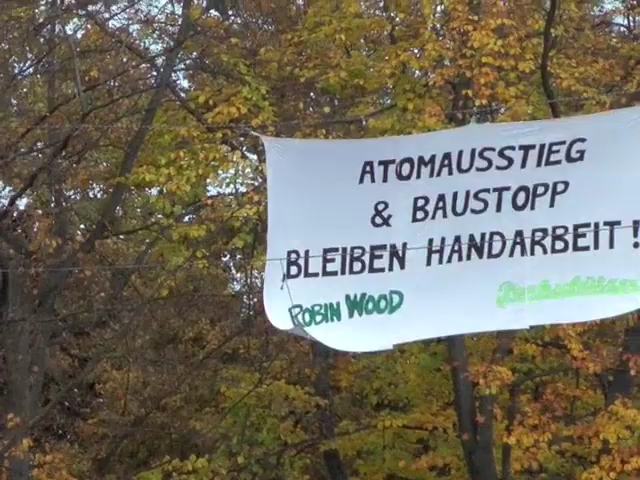 ATOMAUSSTIEG
& BAUSTOPP
BLEIBEN HANDARBEIT!
ROBIN WOOD